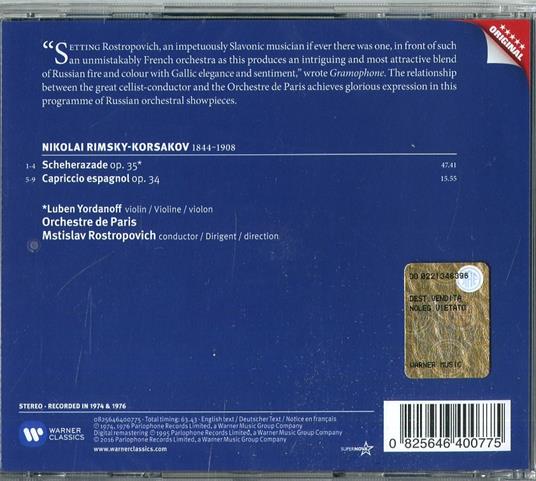 ORIGINAL
“SETTING Rostropovich, an impetuously Slavonic musician if ever there was one, in front of such
an unmistakably French orchestra as this produces an intriguing and most attractive blend
of Russian fire and colour with Gallic elegance and sentiment,” wrote Gramophone. The relationship
between the great cellist-conductor and the Orchestre de Paris achieves glorious expression in this
programme of Russian orchestral showpieces.
NIKOLAI RIMSKY-KORSAKOV 1844–1908
1-4 Scheherazade op. 35* 47.41
5-9 Capriccio espagnol op. 34 15.55
*Luben Yordanoff violin / Violine / violon
Orchestre de Paris
Mstislav Rostropovich conductor / Dirigent / direction
DO 0221348396
DEST.VENDITA
NOLEG.VIETATO
WARNER MUSIC
STEREO · RECORDED IN 1974 & 1976
WARNER
CLASSICS
0825646400775 · Total timing: 63.43 · English text / Deutscher Text / Notice en français
℗ 1974, 1976 Parlophone Records Limited, a Warner Music Group Company
Digital remastering ℗ 1995 Parlophone Records Limited, a Warner Music Group Company
© 2016 Parlophone Records Limited, a Warner Music Group Company
warnerclassics.com
SUPERNOVA
0 825646 400775